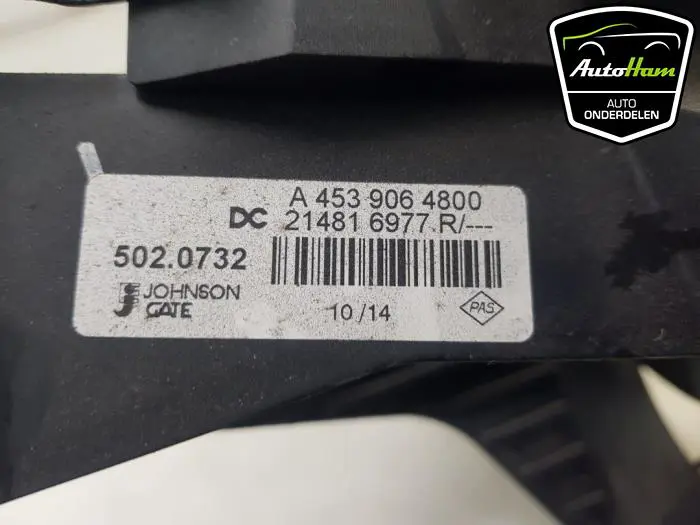 AutoHam
AUTO
ONDERDELEN
A 453 906 4800
DC 21481 6977.R/---
502.0732
JOHNSON
GATE
10/14
PAS